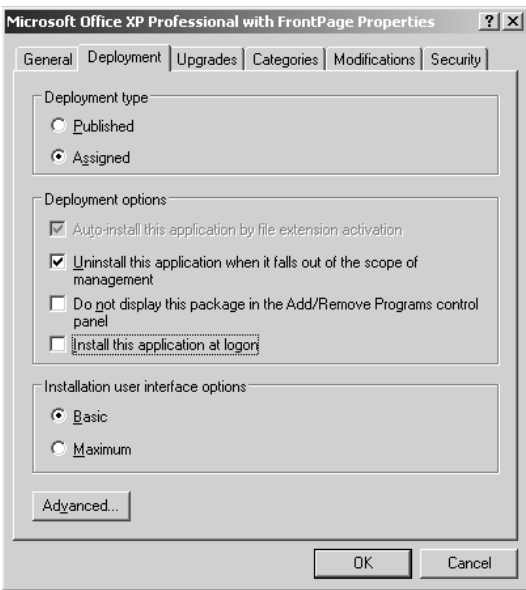 Microsoft Office XP Professional with FrontPage Properties ? X
General Deployment Upgrades Categories Modifications Security
Deployment type
Published
Assigned
Deployment options
Auto-install this application by file extension activation
Uninstall this application when it falls out of the scope of
management
Do not display this package in the Add/Remove Programs control
panel
Install this application at logon
Installation user interface options
Basic
Maximum
Advanced...
OK Cancel